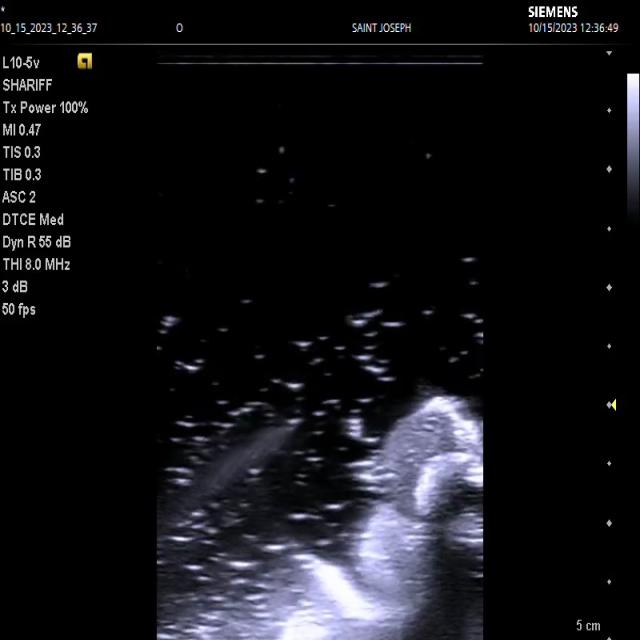 *
SIEMENS
10_15_2023_12_36_37 O SAINT JOSEPH 10/15/2023 12:36:49
L10-5v
SHARIFF
Tx Power 100%
MI 0.47
TIS 0.3
TIB 0.3
ASC 2
DTCE Med
Dyn R 55 dB
THI 8.0 MHz
3 dB
50 fps
5 cm